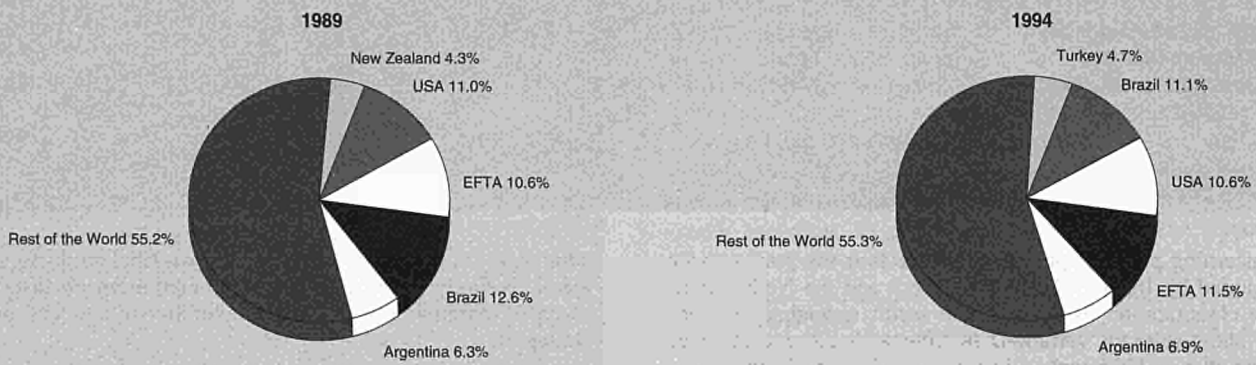 1989
New Zealand 4.3%
USA 11.0%
EFTA 10.6%
Rest of the World 55.2%
Brazil 12.6%
Argentina 6.3%
1994
Turkey 4.7%
Brazil 11.1%
USA 10.6%
Rest of the World 55.3%
EFTA 11.5%
Argentina 6.9%